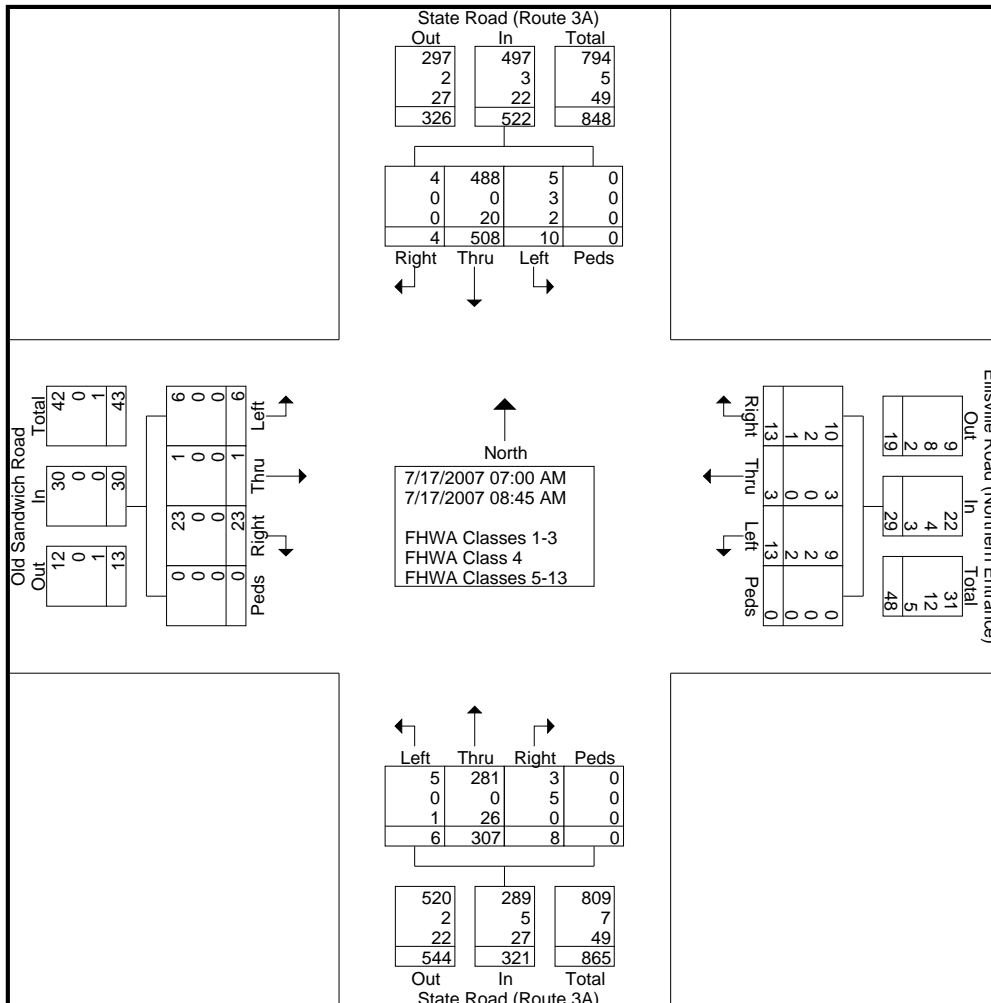 State Road (Route 3A)
Out In Total
297 497 794
2 3 5
27 22 49
326 522 848
4 488 5 0
0 0 3 0
0 20 2 0
4 508 10 0
Right Thru Left Peds
Old Sandwich Road
Out In Total
12 30 42
0 0 0
1 0 1
13 30 43
6 1 23 0
0 0 0 0
0 0 0 0
6 1 23 0
Left Thru Right Peds
North
7/17/2007 07:00 AM
7/17/2007 08:45 AM
FHWA Classes 1-3
FHWA Class 4
FHWA Classes 5-13
Right Thru Left Peds
10 3 9 0
2 0 2 0
1 0 2 0
13 3 13 0
Ellisville Road (Northern Entrance)
Out In Total
9 22 31
8 4 12
2 3 5
19 29 48
Left Thru Right Peds
5 281 3 0
0 0 5 0
1 26 0 0
6 307 8 0
520 289 809
2 5 7
22 27 49
544 321 865
Out In Total
State Road (Route 3A)